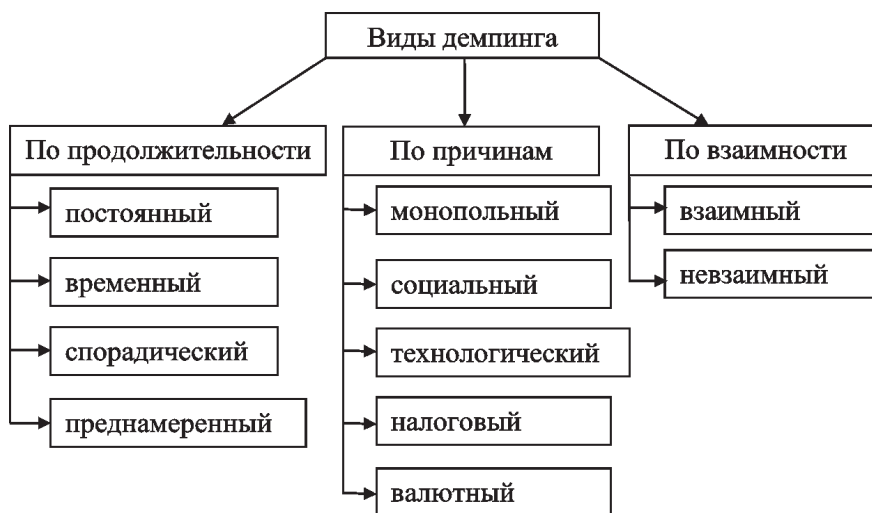 Виды демпинга
По продолжительности
постоянный
временный
спорадический
преднамеренный
По причинам
монопольный
социальный
технологический
налоговый
валютный
По взаимности
взаимный
невзаимный